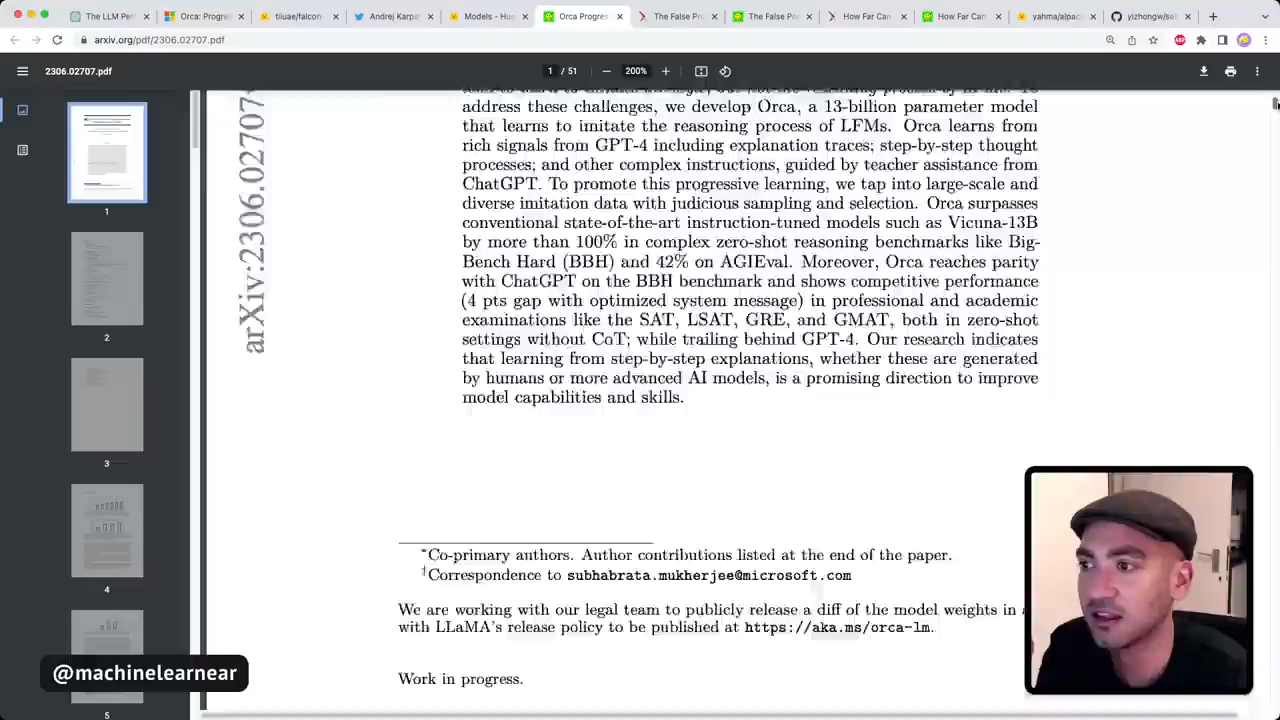 The LLM Per
Orca: Progres
tiiuae/falcon-
Andrej Karpa
Models - Hug
Orca Progres
The False Pro
The False Pro
How Far Can
How Far Can
yahma/alpac
yizhongw/sel
arxiv.org/pdf/2306.02707.pdf
2306.02707.pdf
1 / 51
200%
address these challenges, we develop Orca, a 13-billion parameter model
that learns to imitate the reasoning process of LFMs. Orca learns from
rich signals from GPT-4 including explanation traces; step-by-step thought
processes; and other complex instructions, guided by teacher assistance from
ChatGPT. To promote this progressive learning, we tap into large-scale and
diverse imitation data with judicious sampling and selection. Orca surpasses
conventional state-of-the-art instruction-tuned models such as Vicuna-13B
by more than 100% in complex zero-shot reasoning benchmarks like Big-
Bench Hard (BBH) and 42% on AGIEval. Moreover, Orca reaches parity
with ChatGPT on the BBH benchmark and shows competitive performance
(4 pts gap with optimized system message) in professional and academic
examinations like the SAT, LSAT, GRE, and GMAT, both in zero-shot
settings without CoT; while trailing behind GPT-4. Our research indicates
that learning from step-by-step explanations, whether these are generated
by humans or more advanced AI models, is a promising direction to improve
model capabilities and skills.
arXiv:2306.02707
*Co-primary authors. Author contributions listed at the end of the paper.
†Correspondence to subhabrata.mukherjee@microsoft.com
We are working with our legal team to publicly release a diff of the model weights in
with LLaMA's release policy to be published at https://aka.ms/orca-lm.
Work in progress.
1
2
3
4
5
@machinelearnear